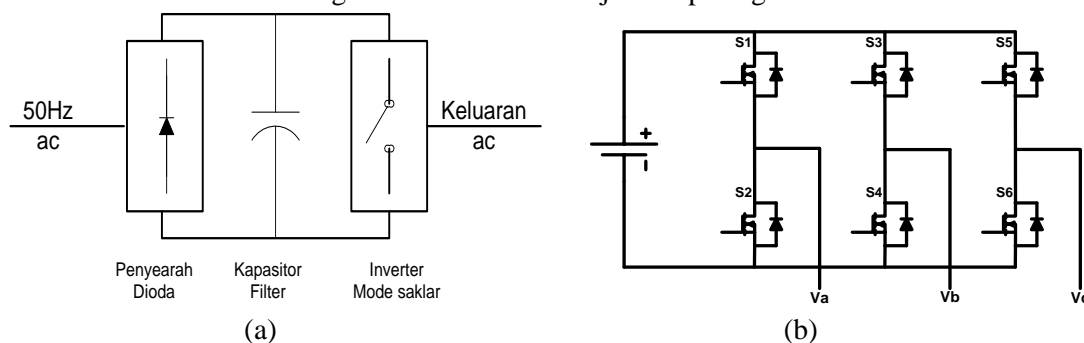 50Hz
ac
Keluaran
ac
Penyearah
Dioda
Kapasitor
Filter
Inverter
Mode saklar
(a)
S1
S3
S5
+
-
S2
S4
S6
Va
Vb
(b)